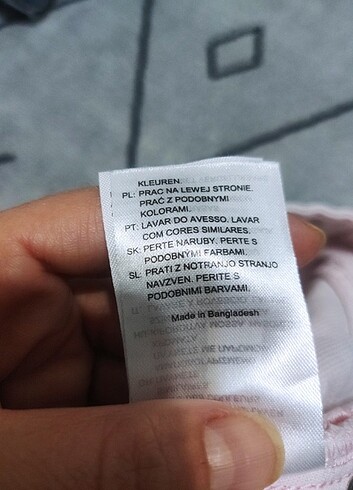 KLEUREN.
PL: PRAĆ NA LEWEJ STRONIE.
PRAĆ Z PODOBNYMI
KOLORAMI.
PT: LAVAR DO AVESSO. LAVAR
COM CORES SIMILARES.
SK: PERTE NARUBY. PERTE S
PODOBNÝMI FARBAMI.
SL: PRATI Z NOTRANJO STRANJO
NAVZVEN. PERITE S
PODOBNIMI BARVAMI.
Made in Bangladesh